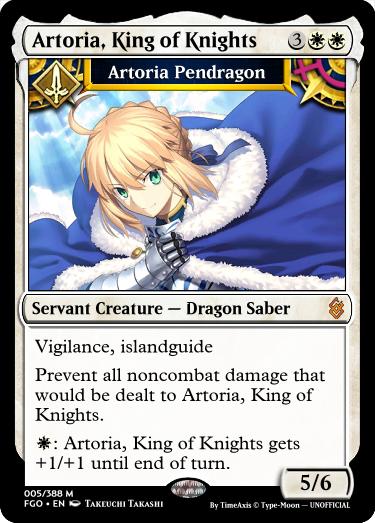 Artoria, King of Knights 3
Artoria Pendragon
Servant Creature — Dragon Saber
Vigilance, islandguide
Prevent all noncombat damage that
would be dealt to Artoria, King of
Knights.
: Artoria, King of Knights gets
+1/+1 until end of turn.
5/6
005/388 M
FGO • EN Takeuchi Takashi
By TimeAxis © Type-Moon — UNOFFICIAL